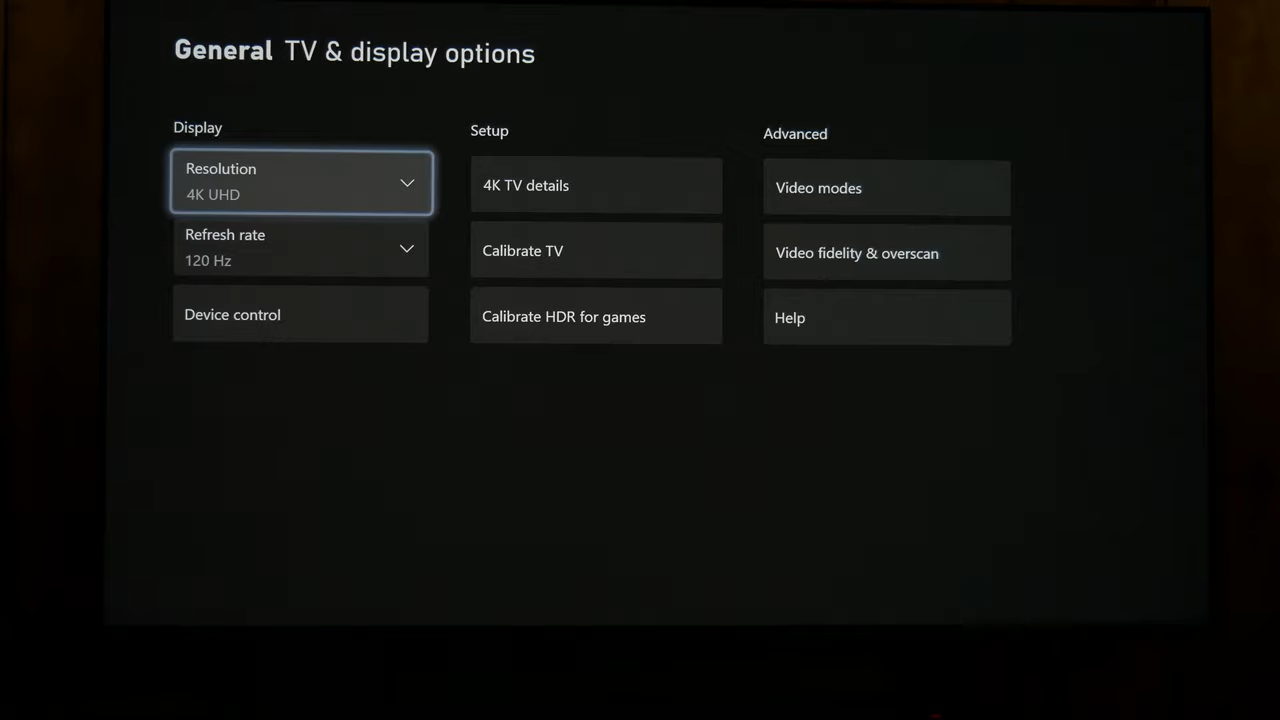 General TV & display options
Display
Resolution
4K UHD
Refresh rate
120 Hz
Device control
Setup
4K TV details
Calibrate TV
Calibrate HDR for games
Advanced
Video modes
Video fidelity & overscan
Help